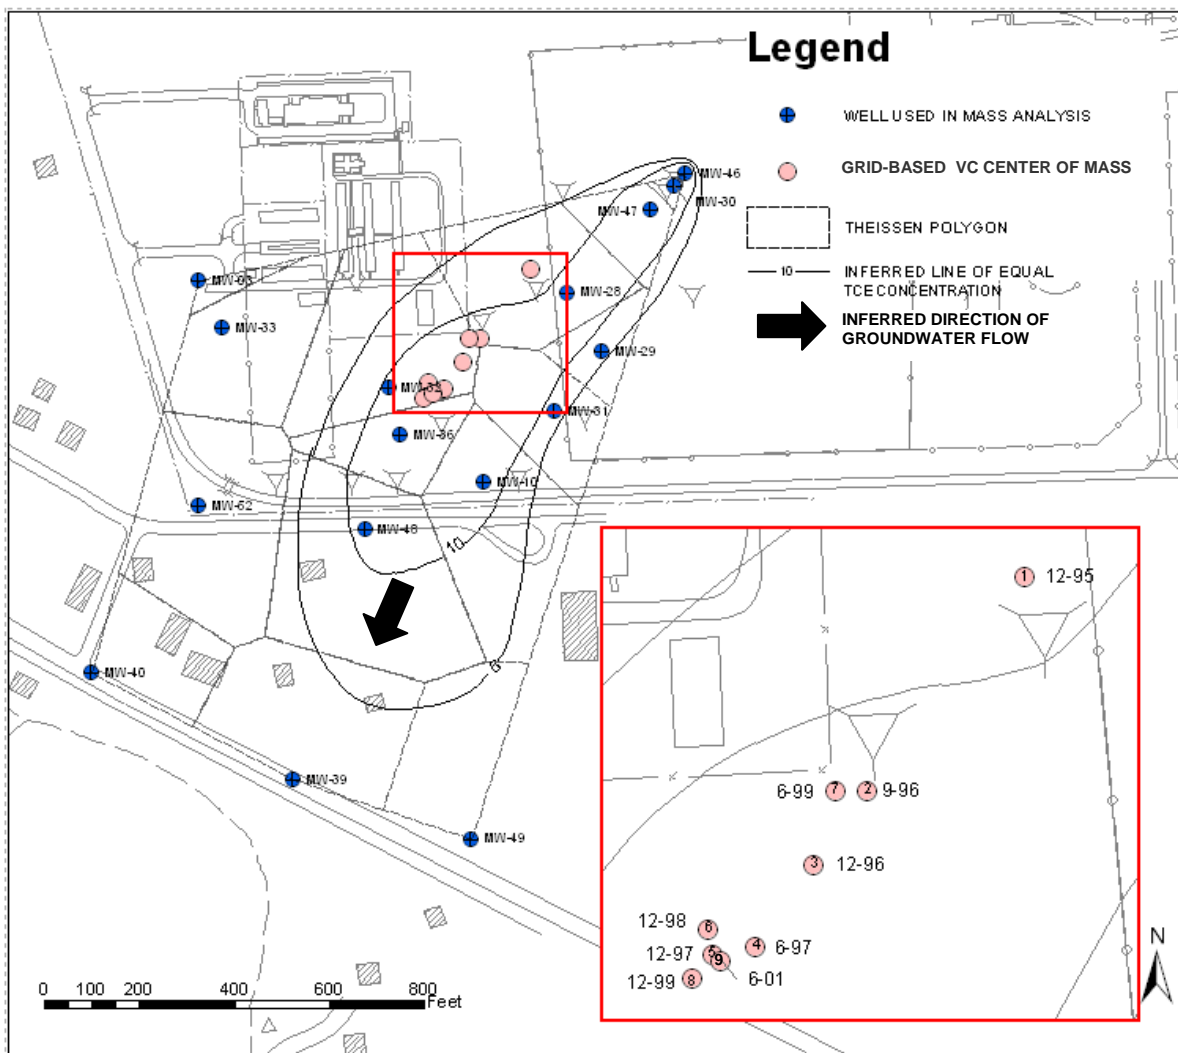 Legend
WELL USED IN MASS ANALYSIS
GRID-BASED VC CENTER OF MASS
THEISSEN POLYGON
10
INFERRED LINE OF EQUAL
TCE CONCENTRATION
INFERRED DIRECTION OF
GROUNDWATER FLOW
MW-46
MW-30
MW-47
MW-28
MW-33
MW-29
MW-31
MW-36
MW-10
MW-52
MW-48
10
MW-40
MW-39
MW-49
1 12-95
6-99 7 2 9-96
3 12-96
12-98 6
4 6-97
12-97 5 9
6-01
12-99 8
N
0 100 200 400 600 800
Feet